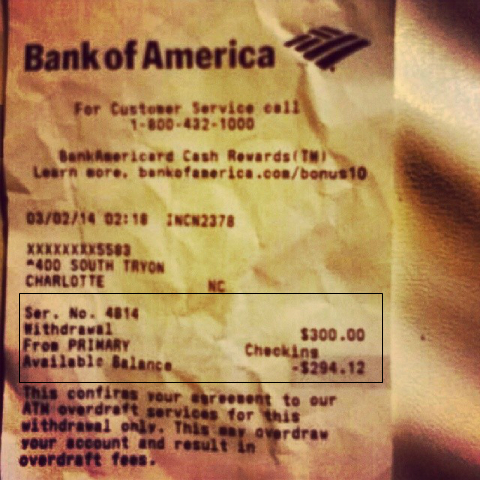 Bank of America
For Customer Service call
1-800-432-1000
BankAmericard Cash Rewards(TM)
Learn more. bankofamerica.com/bonus10
03/02/14 02:18 INCN2378
XXXXXXXX5583
*400 SOUTH TRYON
CHARLOTTE NC
Ser. No. 4814
Withdrawal $300.00
From PRIMARY Checking
Available Balance -$294.12
This confirms your agreement to our
ATM overdraft services for this
withdrawal only. This may overdraw
your account and result in
overdraft fees.